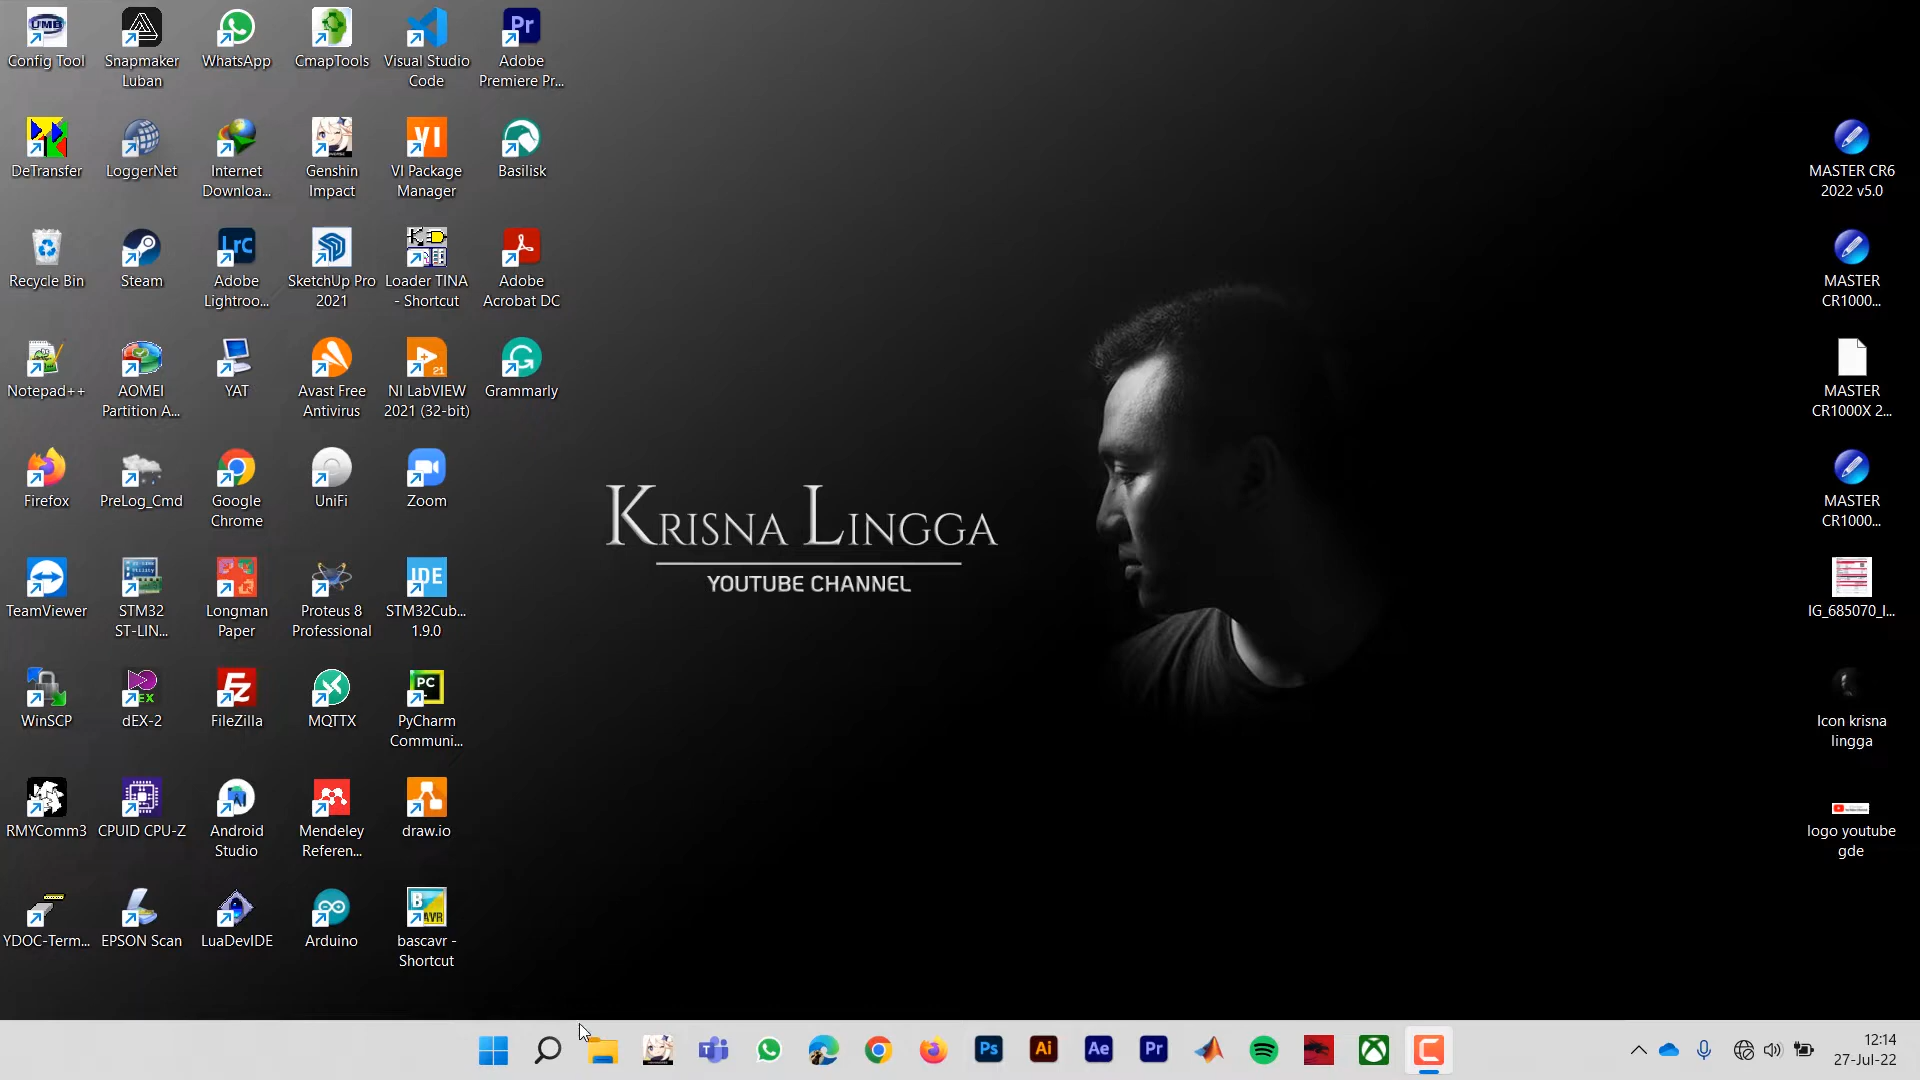 Config Tool
Snapmaker
Luban
WhatsApp
CmapTools
Visual Studio
Code
Adobe
Premiere Pr...
DeTransfer
LoggerNet
Internet
Downloa...
Genshin
Impact
VI Package
Manager
Basilisk
Recycle Bin
Steam
Adobe
Lightroo...
SketchUp Pro
2021
Loader TINA
- Shortcut
Adobe
Acrobat DC
Notepad++
AOMEI
Partition A...
YAT
Avast Free
Antivirus
NI LabVIEW
2021 (32-bit)
Grammarly
Firefox
PreLog_Cmd
Google
Chrome
UniFi
Zoom
TeamViewer
STM32
ST-LIN...
Longman
Paper
Proteus 8
Professional
STM32Cub...
1.9.0
WinSCP
dEX-2
FileZilla
MQTTX
PyCharm
Communi...
RMYComm3
CPUID CPU-Z
Android
Studio
Mendeley
Referen...
draw.io
YDOC-Term...
EPSON Scan
LuaDevIDE
Arduino
bascavr -
Shortcut
KRISNA LINGGA
YOUTUBE CHANNEL
MASTER CR6
2022 v5.0
MASTER
CR1000...
MASTER
CR1000X 2...
MASTER
CR1000...
IG_685070_I...
Icon krisna
lingga
logo youtube
gde
12:14
27-Jul-22